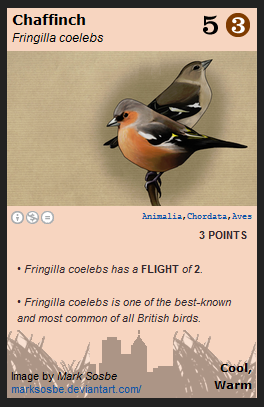 Chaffinch
5 3
Fringilla coelebs
Animalia,Chordata,Aves
3 POINTS
• Fringilla coelebs has a FLIGHT of 2.
• Fringilla coelebs is one of the best-known
and most common of all British birds.
Cool,
Warm
Image by Mark Sosbe
marksosbe.deviantart.com/